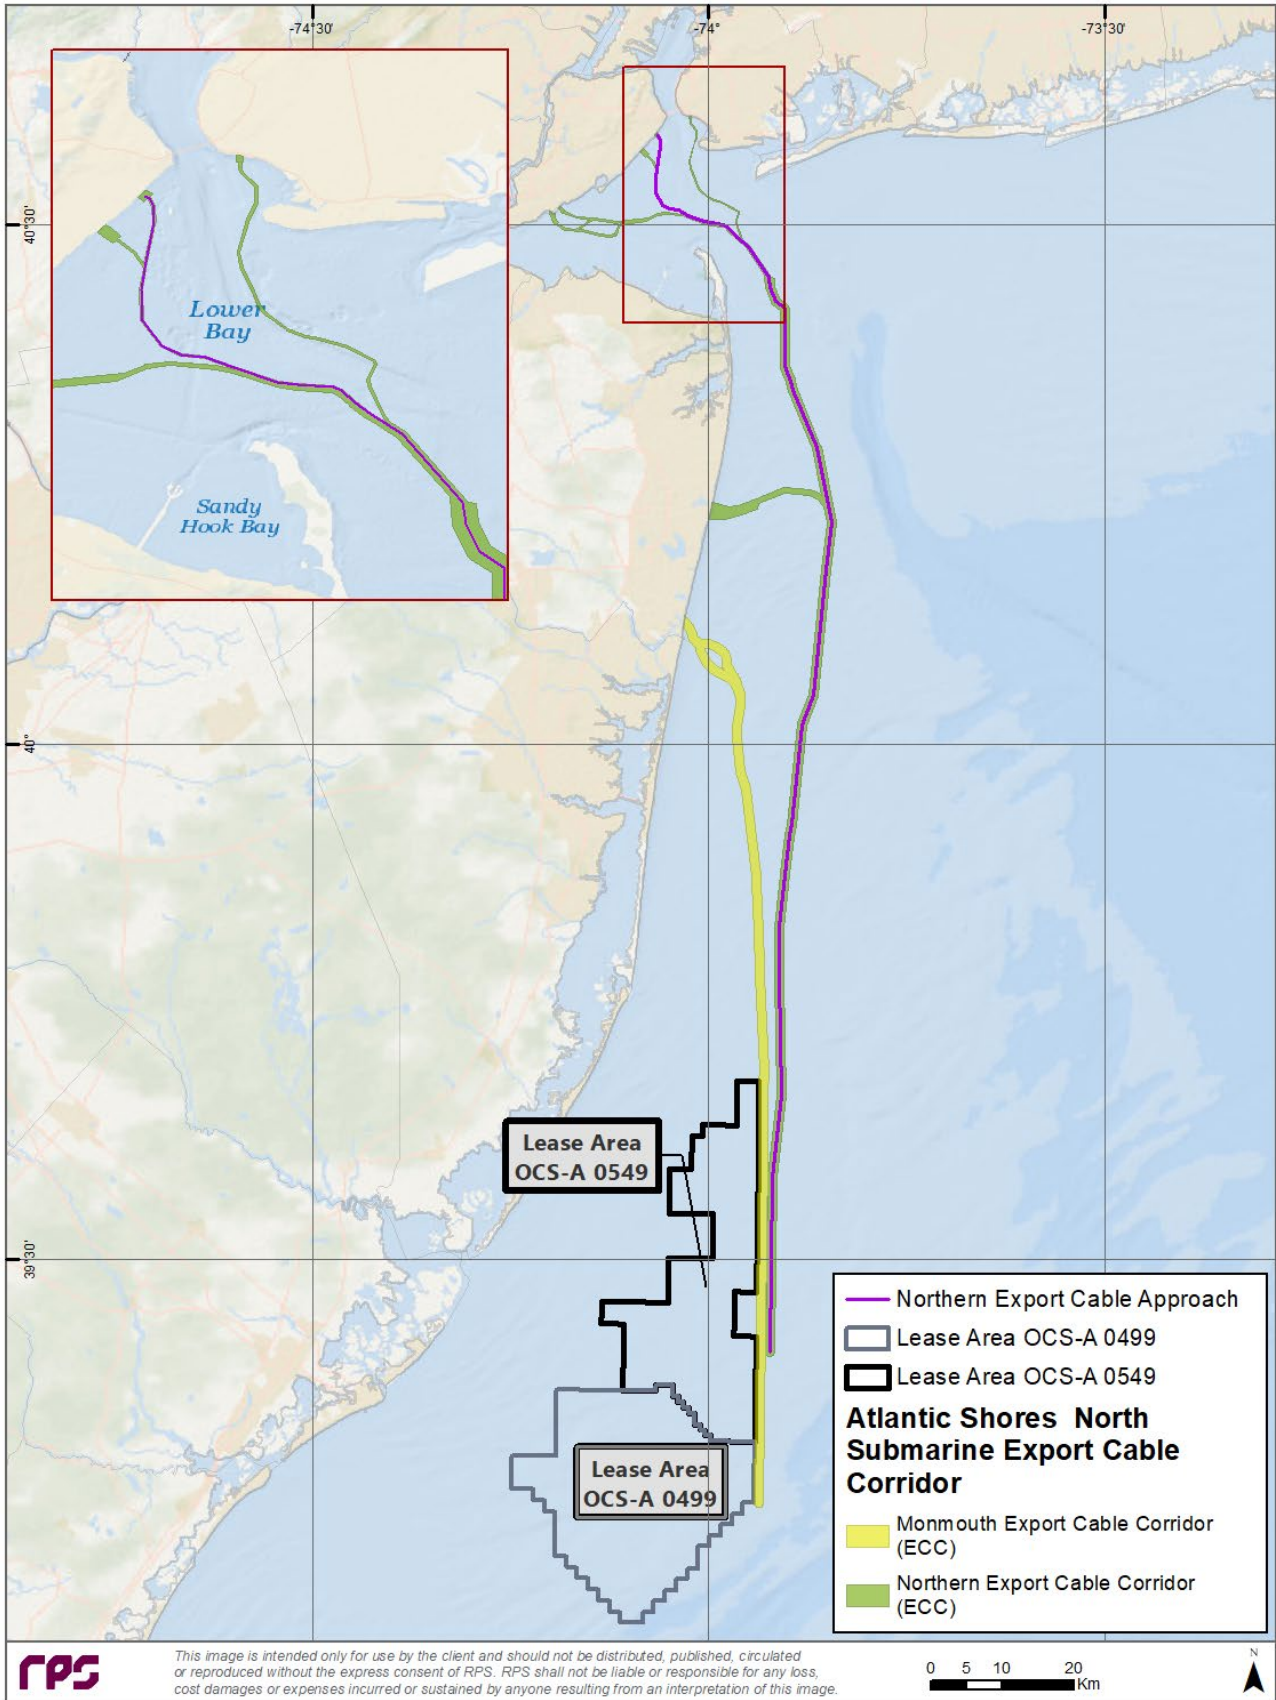 -74°30'
-74°
-73°30'
40°30'
40°
39°30'
Lower
Bay
Sandy
Hook Bay
Lease Area
OCS-A 0549
Lease Area
OCS-A 0499
Northern Export Cable Approach
Lease Area OCS-A 0499
Lease Area OCS-A 0549
Atlantic Shores North
Submarine Export Cable
Corridor
Monmouth Export Cable Corridor
(ECC)
Northern Export Cable Corridor
(ECC)
rps
This image is intended only for use by the client and should not be distributed, published, circulated
or reproduced without the express consent of RPS. RPS shall not be liable or responsible for any loss,
cost damages or expenses incurred or sustained by anyone resulting from an interpretation of this image.
0 5 10 20
Km
N